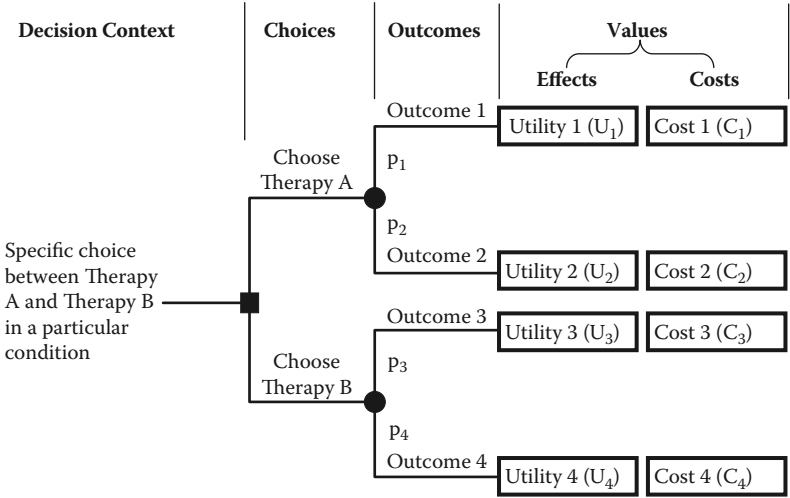 Decision Context
Choices
Outcomes
Values
Effects
Costs
Outcome 1
Utility 1 (U1)
Cost 1 (C1)
Choose
Therapy A
p1
p2
Outcome 2
Utility 2 (U2)
Cost 2 (C2)
Specific choice
between Therapy
A and Therapy B
in a particular
condition
Outcome 3
Utility 3 (U3)
Cost 3 (C3)
Choose
Therapy B
p3
p4
Outcome 4
Utility 4 (U4)
Cost 4 (C4)